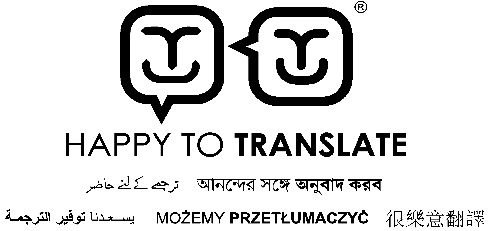 ®
HAPPY TO TRANSLATE
ترجمے کے لئے حاضر আনন্দের সঙ্গে অনুবাদ করব
يسعدنا توفير الترجمة MOŻEMY PRZETŁUMACZYĆ 很樂意翻譯